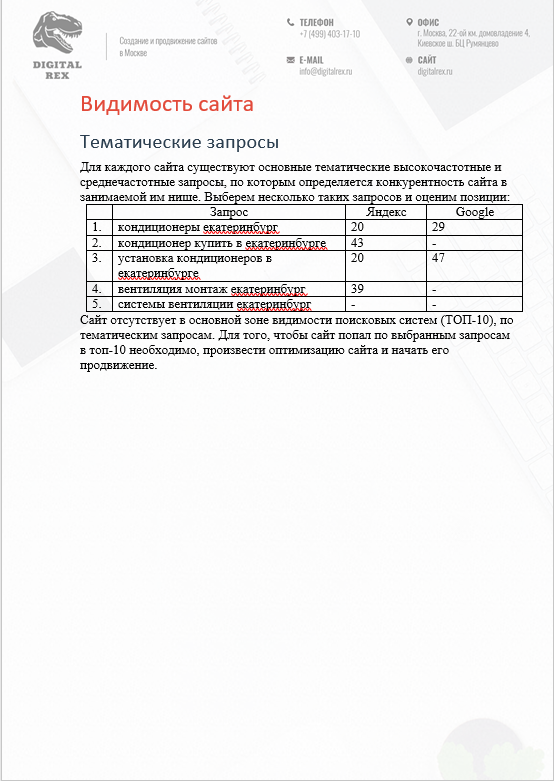 DIGITAL
REX
Создание и продвижение сайтов
в Москве
ТЕЛЕФОН
+7 (499) 403-17-10
E-MAIL
info@digitalrex.ru
ОФИС
г. Москва, 22-ой км, домовладение 4,
Киевское ш. БЦ Румянцево
САЙТ
digitalrex.ru
Видимость сайта
Тематические запросы
Для каждого сайта существуют основные тематические высокочастотные и
среднечастотные запросы, по которым определяется конкурентность сайта в
занимаемой им нише. Выберем несколько таких запросов и оценим позиции:
Запрос Яндекс Google
1. кондиционеры екатеринбург 20 29
2. кондиционер купить в екатеринбурге 43 -
3. установка кондиционеров в 20 47
екатеринбурге
4. вентиляция монтаж екатеринбург 39 -
5. системы вентиляции екатеринбург - -
Сайт отсутствует в основной зоне видимости поисковых систем (ТОП-10), по
тематическим запросам. Для того, чтобы сайт попал по выбранным запросам
в топ-10 необходимо, произвести оптимизацию сайта и начать его
продвижение.